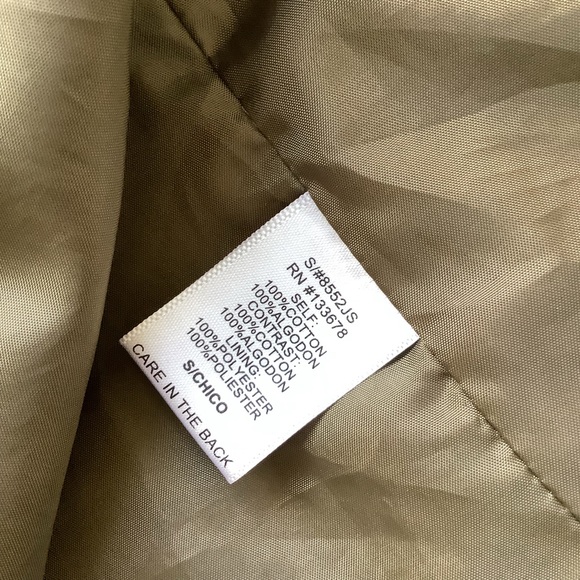 S/#8552JS
RN #133678
SELF:
100%COTTON
100%ALGODON
CONTRAST:
100%COTTON
100%ALGODON
LINING:
100%POLYESTER
100%POLIESTER
S/CHICO
CARE IN THE BACK